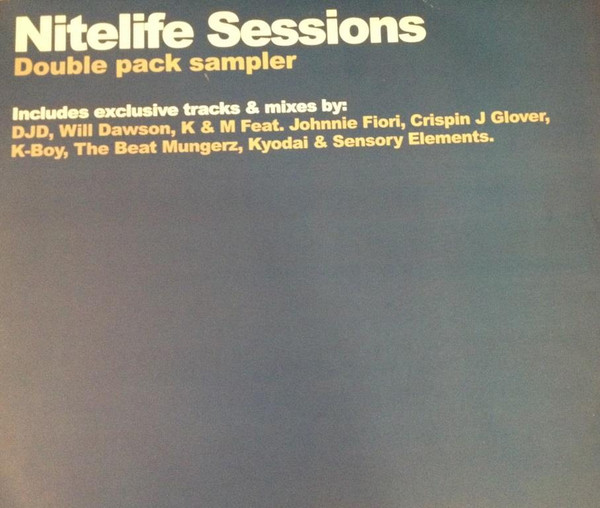 Nitelife Sessions
Double pack sampler
Includes exclusive tracks & mixes by:
DJD, Will Dawson, K & M Feat. Johnnie Fiori, Crispin J Glover,
K-Boy, The Beat Mungerz, Kyodai & Sensory Elements.